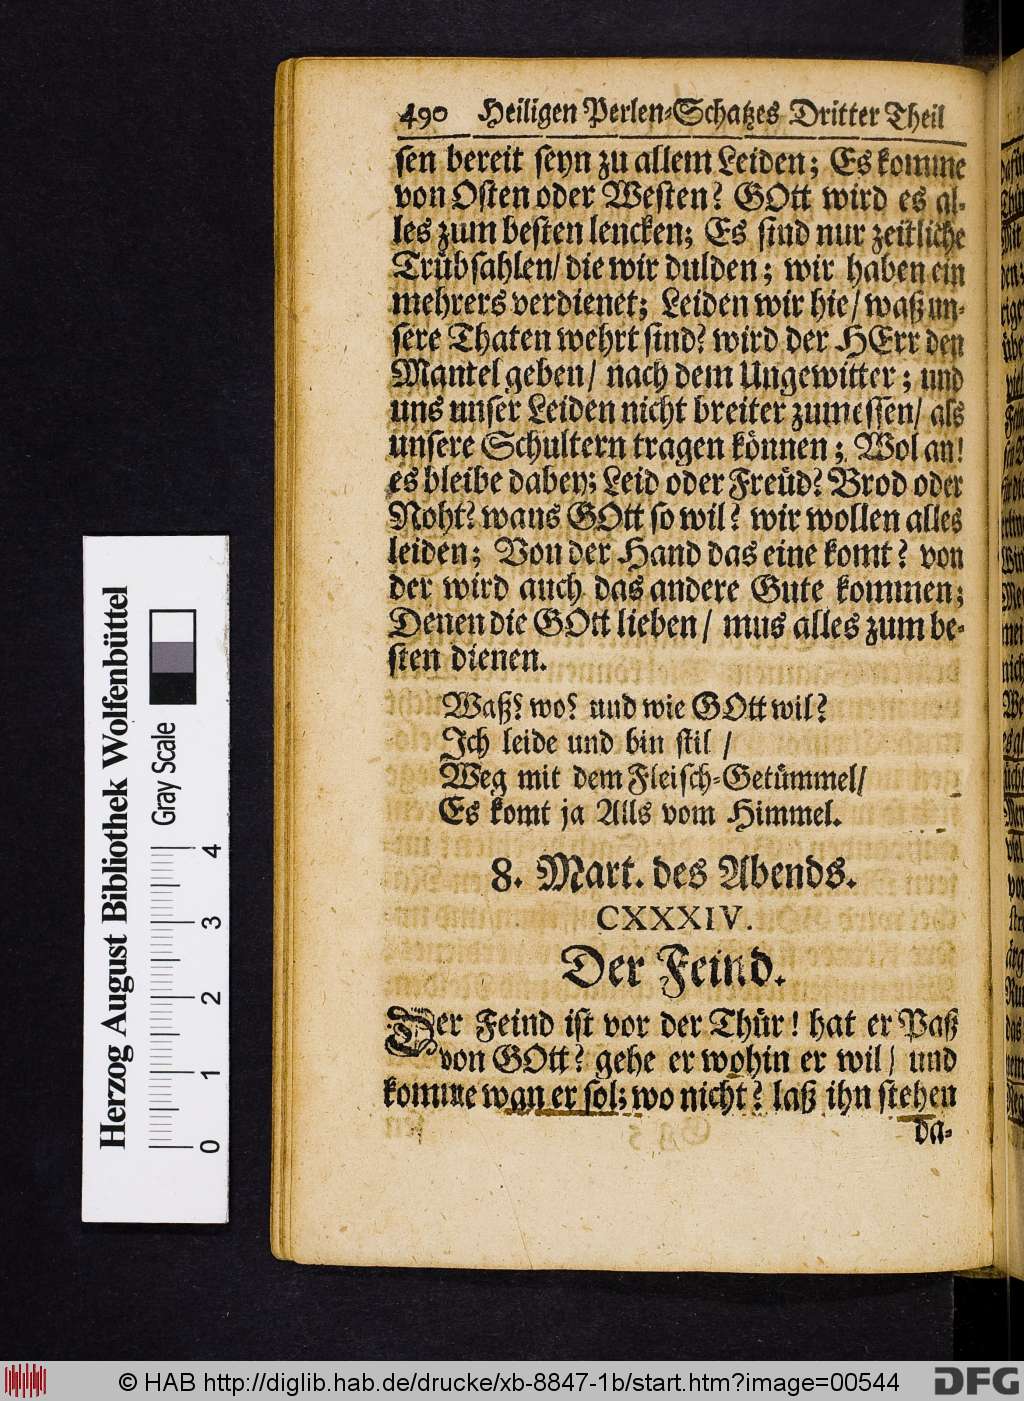 490 Heiligen Perlen-Schatzes Dritter Theil
sen bereit seyn zu allem Leiden; Es komme
von Osten oder Westen? GOtt wird es al-
les zum besten lencken; Es sind nur zeitliche
Trübsahlen/ die wir dulden; wir haben ein
mehrers verdienet; Leiden wir hie/ waß un-
sere Thaten wehrt sind? wird der HErr den
Mantel geben/ nach dem Ungewitter; und
uns unser Leiden nicht breiter zumessen/ als
unsere Schultern tragen können; Wol an!
es bleibe dabey; Leid oder Freüd? Brod oder
Noht? waus GOtt so wil? wir wollen alles
leiden; Von der Hand das eine komt? von
der wird auch das andere Gute kommen;
Denen die GOtt lieben/ mus alles zum be-
sten dienen.
Waß? wo? und wie GOtt wil?
Ich leide und bin stil /
Weg mit dem Fleisch-Getümmel/
Es komt ja Alls vom Himmel.
8. Mart. des Abends.
CXXXIV.
Der Feind.
Der Feind ist vor der Thür! hat er Paß
von GOtt? gehe er wohin er wil/ und
komme wan er sol; wo nicht? laß ihn stehen
da-
Herzog August Bibliothek Wolfenbüttel
Gray Scale
0 1 2 3 4
© HAB http://diglib.hab.de/drucke/xb-8847-1b/start.htm?image=00544
DFG